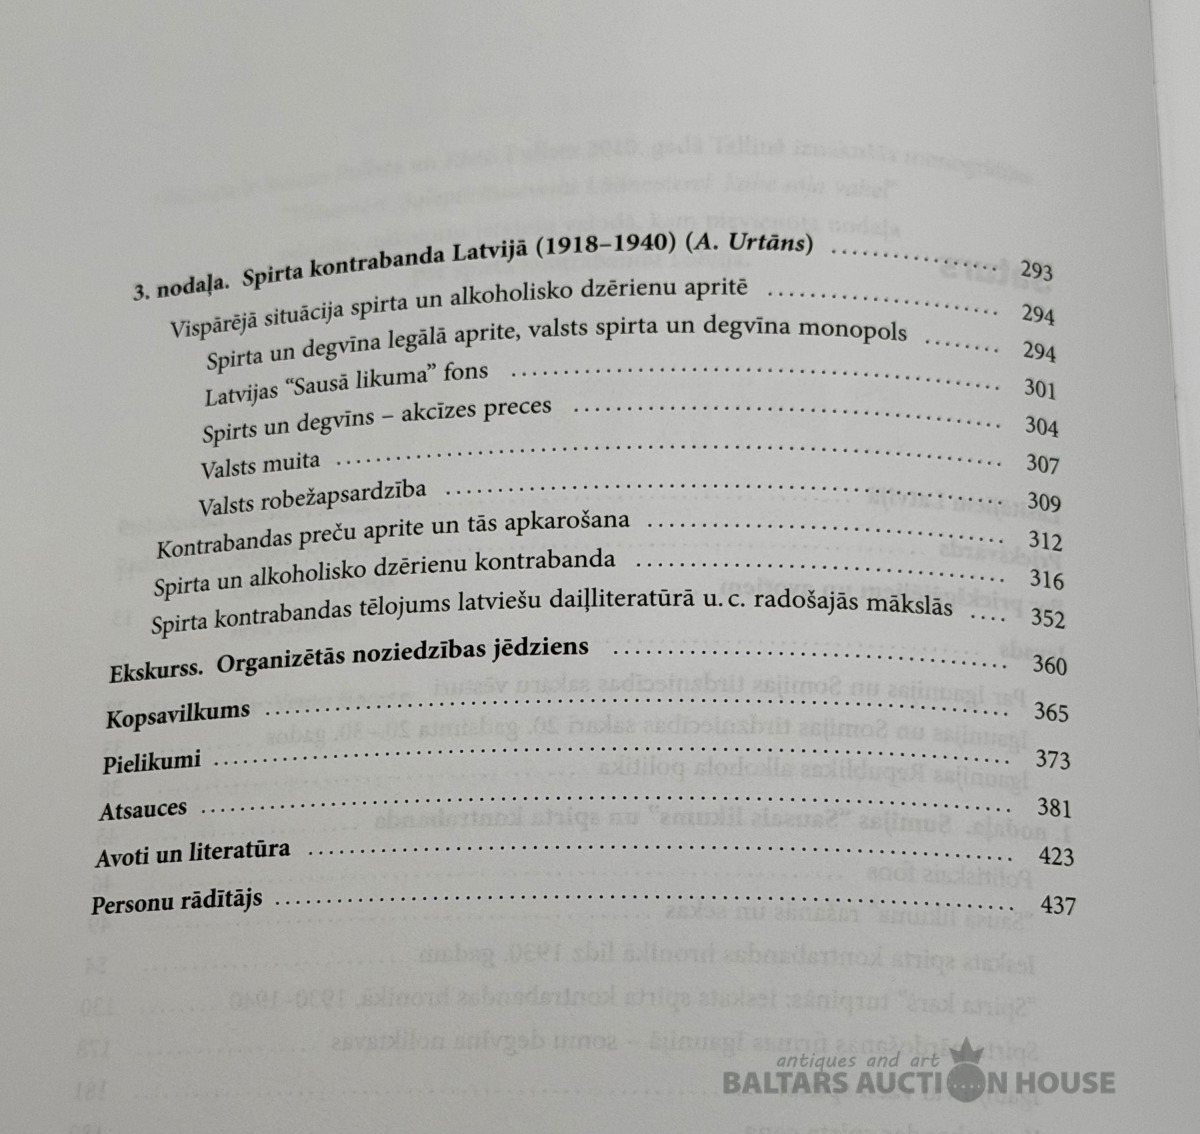 3. nodaļa. Spirta kontrabanda Latvijā (1918–1940) (A. Urtāns) 293
Vispārējā situācija spirta un alkoholisko dzērienu apritē 294
Spirta un degvīna legālā aprite, valsts spirta un degvīna monopols 294
Latvijas “Sausā likuma” fons 301
Spirts un degvīns – akcīzes preces 304
Valsts muita 307
Valsts robežapsardzība 309
Kontrabandas preču aprite un tās apkarošana 312
Spirta un alkoholisko dzērienu kontrabanda 316
Spirta kontrabandas tēlojums latviešu daiļliteratūrā u. c. radošajās mākslās 352
Ekskurss. Organizētās noziedzības jēdziens 360
Kopsavilkums 365
Pielikumi 373
Atsauces 381
Avoti un literatūra 423
Personu rādītājs 437
antiques and art
BALTARS AUCTION HOUSE